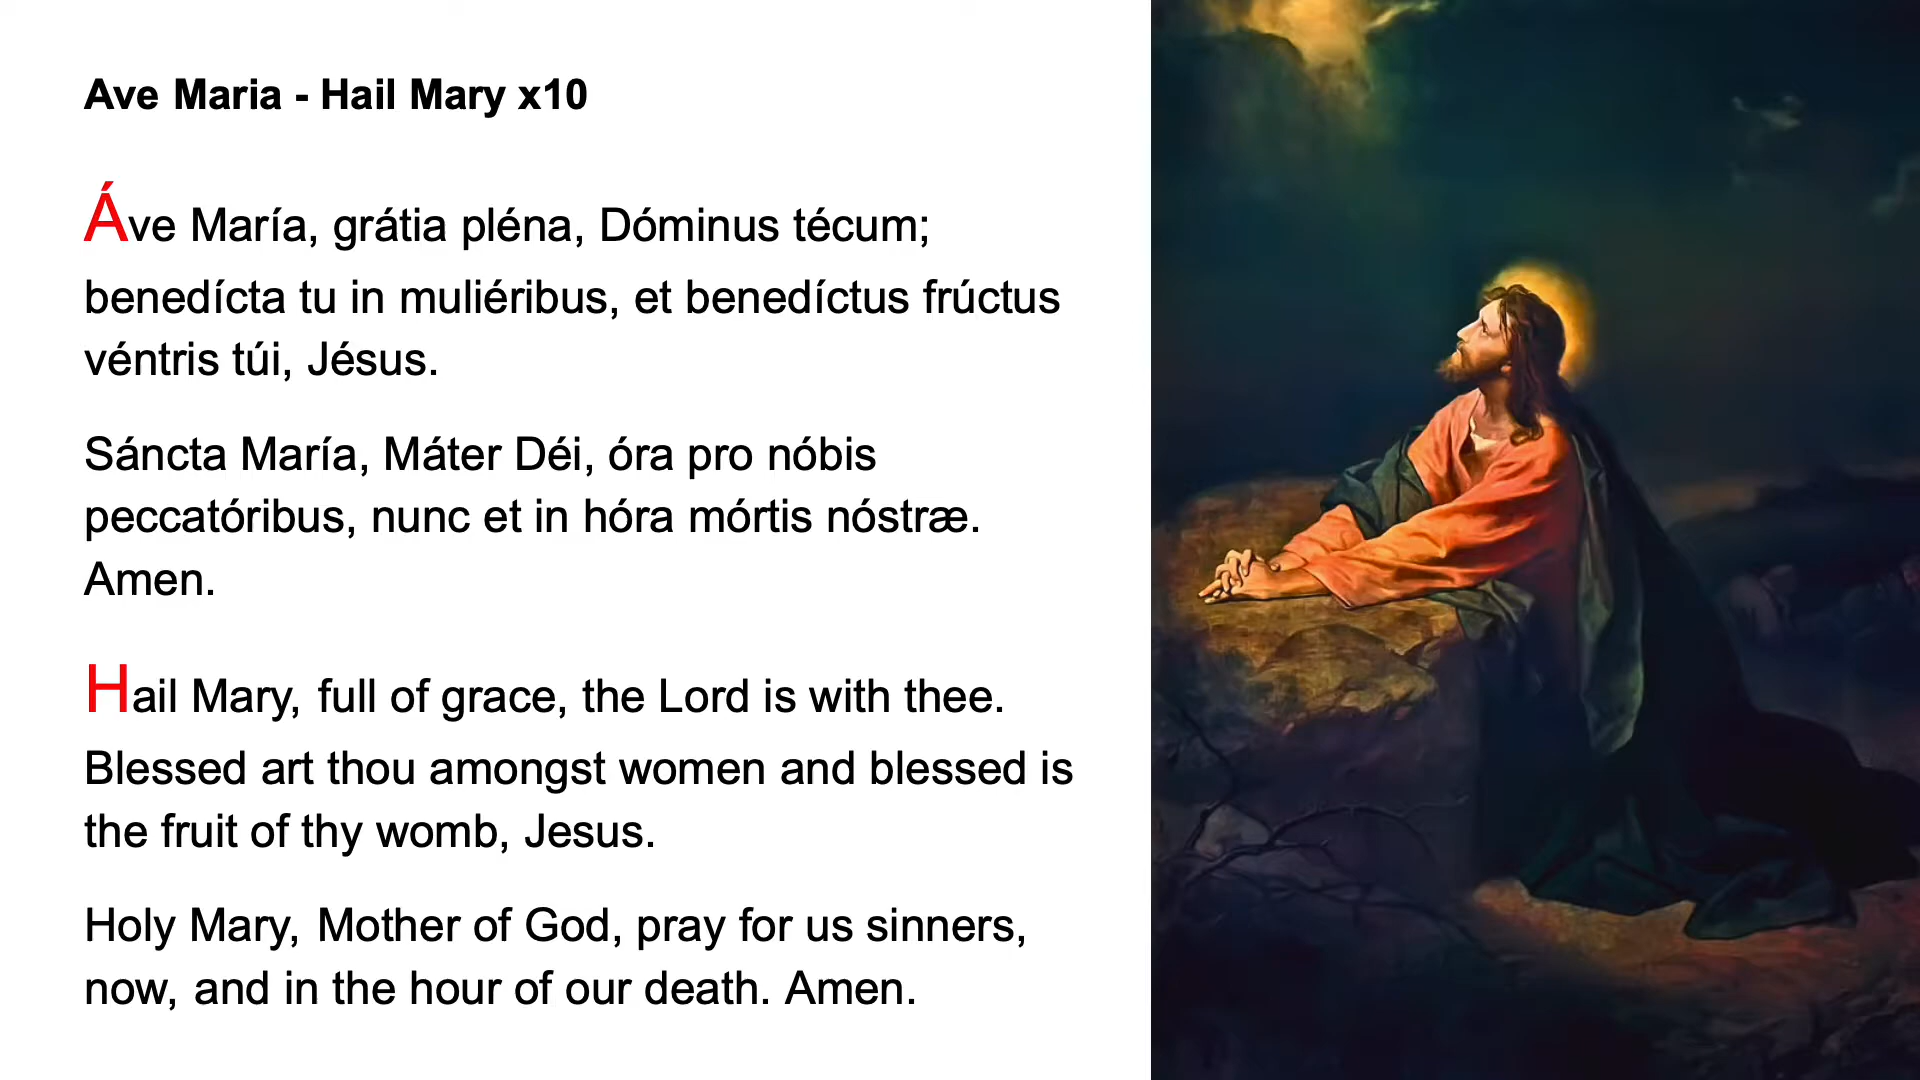 Ave Maria - Hail Mary x10
Áve María, grátia pléna, Dóminus técum;
benedícta tu in muliéribus, et benedíctus frúctus
véntris túi, Jésus.
Sáncta María, Máter Déi, óra pro nóbis
peccatóribus, nunc et in hóra mórtis nóstræ.
Amen.
Hail Mary, full of grace, the Lord is with thee.
Blessed art thou amongst women and blessed is
the fruit of thy womb, Jesus.
Holy Mary, Mother of God, pray for us sinners,
now, and in the hour of our death. Amen.